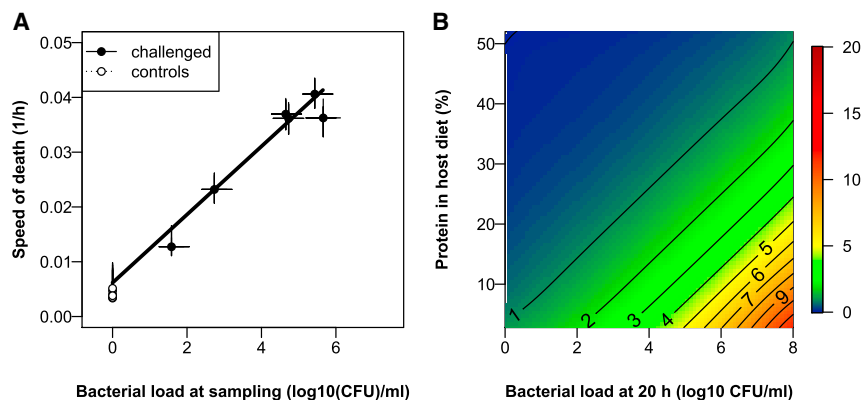 A
Speed of death (1/h)
0.05
0.04
0.03
0.02
0.01
0.00
challenged
controls
0 2 4 6
Bacterial load at sampling (log10(CFU)/ml)
B
Protein in host diet (%)
50
40
30
20
10
1 2 3 4 5 6 7 9
0 2 4 6 8
Bacterial load at 20 h (log10 CFU/ml)
20
15
10
5
0